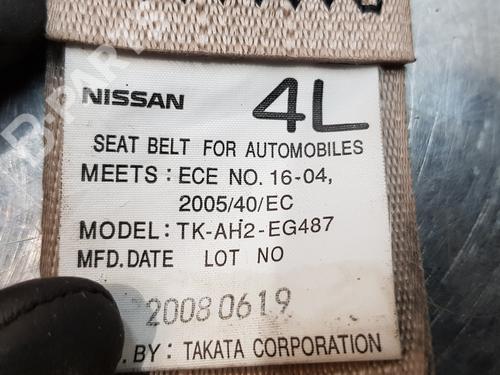 NISSAN 4L
SEAT BELT FOR AUTOMOBILES
MEETS: ECE NO. 16-04,
2005/40/EC
MODEL: TK-AH2-EG487
MFD.DATE LOT NO
20080619
. BY: TAKATA CORPORATION